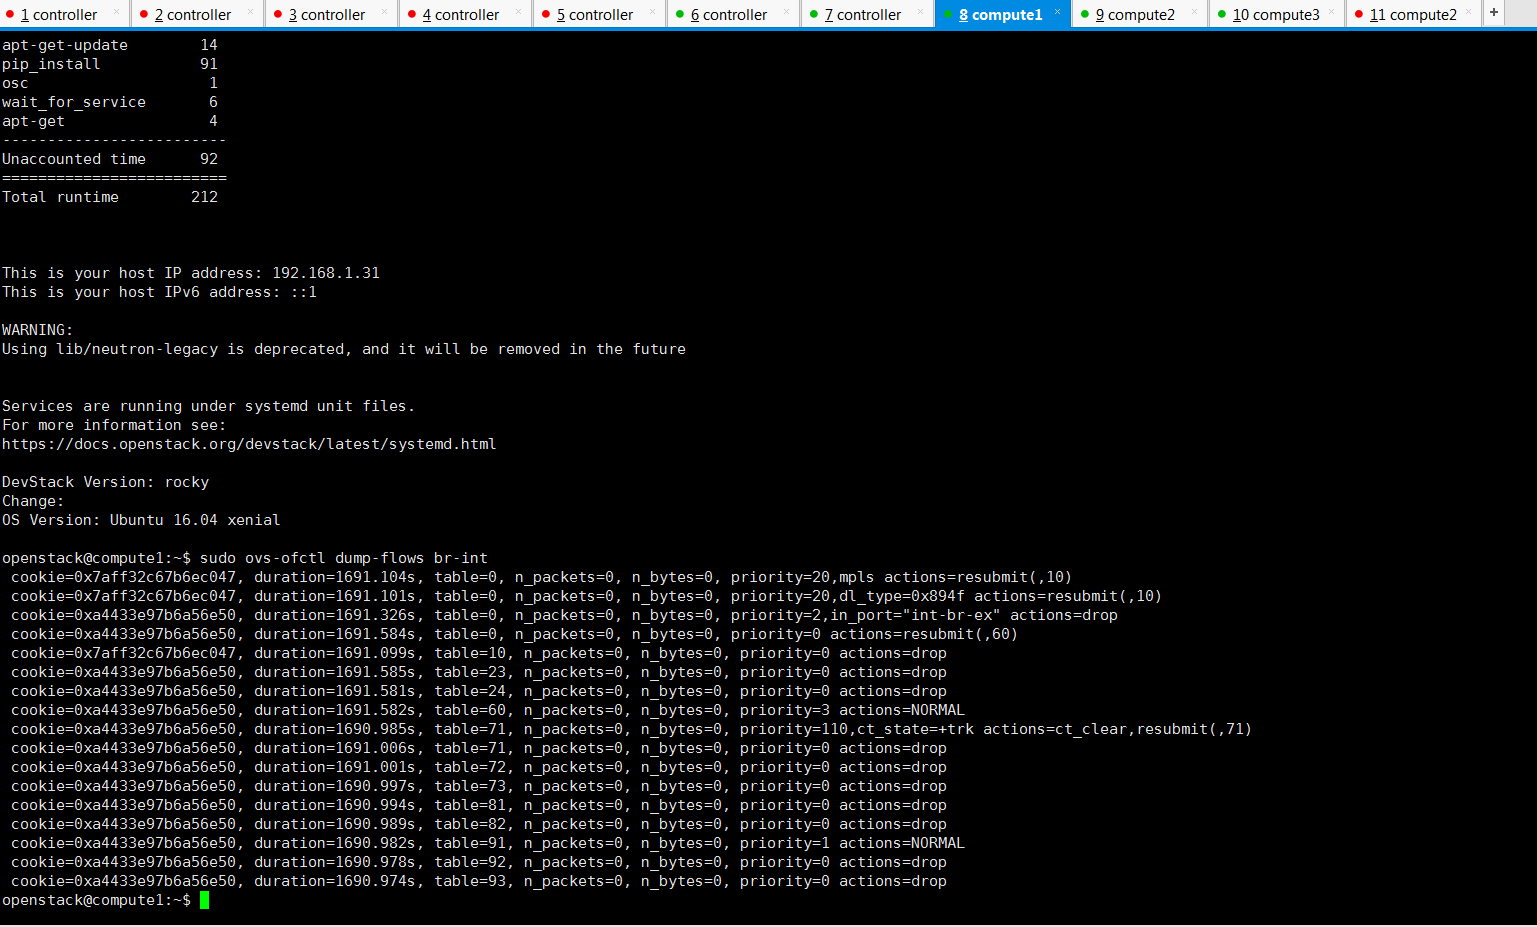 1 controller × 2 controller × 3 controller × 4 controller × 5 controller × 6 controller × 7 controller × 8 compute1 × 9 compute2 × 10 compute3 × 11 compute2 × +
apt-get-update        14
pip_install           91
osc                    1
wait_for_service       6
apt-get                4
-------------------------
Unaccounted time      92
=========================
Total runtime        212
This is your host IP address: 192.168.1.31
This is your host IPv6 address: ::1
WARNING:
Using lib/neutron-legacy is deprecated, and it will be removed in the future
Services are running under systemd unit files.
For more information see:
https://docs.openstack.org/devstack/latest/systemd.html
DevStack Version: rocky
Change:
OS Version: Ubuntu 16.04 xenial
openstack@compute1:~$ sudo ovs-ofctl dump-flows br-int
cookie=0x7aff32c67b6ec047, duration=1691.104s, table=0, n_packets=0, n_bytes=0, priority=20,mpls actions=resubmit(,10)
cookie=0x7aff32c67b6ec047, duration=1691.101s, table=0, n_packets=0, n_bytes=0, priority=20,dl_type=0x894f actions=resubmit(,10)
cookie=0xa4433e97b6a56e50, duration=1691.326s, table=0, n_packets=0, n_bytes=0, priority=2,in_port="int-br-ex" actions=drop
cookie=0xa4433e97b6a56e50, duration=1691.584s, table=0, n_packets=0, n_bytes=0, priority=0 actions=resubmit(,60)
cookie=0x7aff32c67b6ec047, duration=1691.099s, table=10, n_packets=0, n_bytes=0, priority=0 actions=drop
cookie=0xa4433e97b6a56e50, duration=1691.585s, table=23, n_packets=0, n_bytes=0, priority=0 actions=drop
cookie=0xa4433e97b6a56e50, duration=1691.581s, table=24, n_packets=0, n_bytes=0, priority=0 actions=drop
cookie=0xa4433e97b6a56e50, duration=1691.582s, table=60, n_packets=0, n_bytes=0, priority=3 actions=NORMAL
cookie=0xa4433e97b6a56e50, duration=1690.985s, table=71, n_packets=0, n_bytes=0, priority=110,ct_state=+trk actions=ct_clear,resubmit(,71)
cookie=0xa4433e97b6a56e50, duration=1691.006s, table=71, n_packets=0, n_bytes=0, priority=0 actions=drop
cookie=0xa4433e97b6a56e50, duration=1691.001s, table=72, n_packets=0, n_bytes=0, priority=0 actions=drop
cookie=0xa4433e97b6a56e50, duration=1690.997s, table=73, n_packets=0, n_bytes=0, priority=0 actions=drop
cookie=0xa4433e97b6a56e50, duration=1690.994s, table=81, n_packets=0, n_bytes=0, priority=0 actions=drop
cookie=0xa4433e97b6a56e50, duration=1690.989s, table=82, n_packets=0, n_bytes=0, priority=0 actions=drop
cookie=0xa4433e97b6a56e50, duration=1690.982s, table=91, n_packets=0, n_bytes=0, priority=1 actions=NORMAL
cookie=0xa4433e97b6a56e50, duration=1690.978s, table=92, n_packets=0, n_bytes=0, priority=0 actions=drop
cookie=0xa4433e97b6a56e50, duration=1690.974s, table=93, n_packets=0, n_bytes=0, priority=0 actions=drop
openstack@compute1:~$